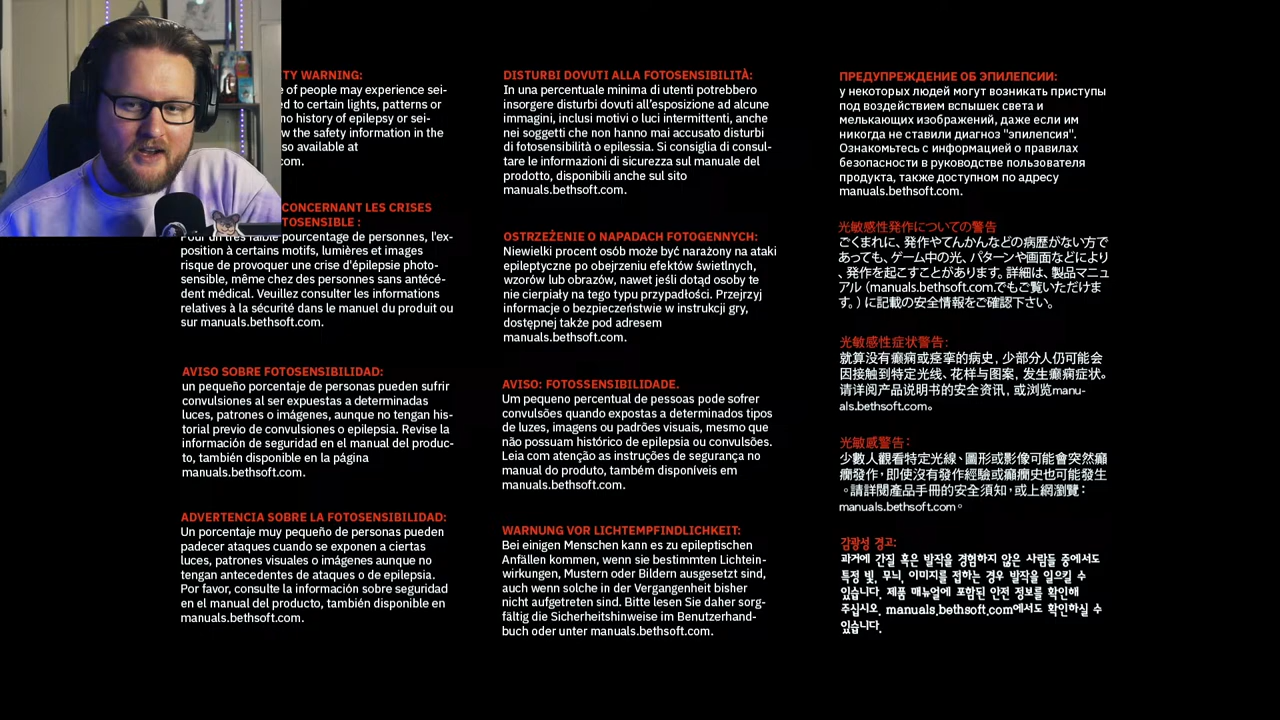 TY WARNING:
e of people may experience sei-
ed to certain lights, patterns or
no history of epilepsy or sei-
w the safety information in the
so available at
com.
CONCERNANT LES CRISES
TOSENSIBLE :
Pour un très faible pourcentage de personnes, l'ex-
position à certains motifs, lumières et images
risque de provoquer une crise d'épilepsie photo-
sensible, même chez des personnes sans antécé-
dent médical. Veuillez consulter les informations
relatives à la sécurité dans le manuel du produit ou
sur manuals.bethsoft.com.
AVISO SOBRE FOTOSENSIBILIDAD:
un pequeño porcentaje de personas pueden sufrir
convulsiones al ser expuestas a determinadas
luces, patrones o imágenes, aunque no tengan his-
torial previo de convulsiones o epilepsia. Revise la
información de seguridad en el manual del produc-
to, también disponible en la página
manuals.bethsoft.com.
ADVERTENCIA SOBRE LA FOTOSENSIBILIDAD:
Un porcentaje muy pequeño de personas pueden
padecer ataques cuando se exponen a ciertas
luces, patrones visuales o imágenes aunque no
tengan antecedentes de ataques o de epilepsia.
Por favor, consulte la información sobre seguridad
en el manual del producto, también disponible en
manuals.bethsoft.com.
DISTURBI DOVUTI ALLA FOTOSENSIBILITÀ:
In una percentuale minima di utenti potrebbero
insorgere disturbi dovuti all'esposizione ad alcune
immagini, inclusi motivi o luci intermittenti, anche
nei soggetti che non hanno mai accusato disturbi
di fotosensibilità o epilessia. Si consiglia di consul-
tare le informazioni di sicurezza sul manuale del
prodotto, disponibili anche sul sito
manuals.bethsoft.com.
OSTRZEŻENIE O NAPADACH FOTOGENNYCH:
Niewielki procent osób może być narażony na ataki
epileptyczne po obejrzeniu efektów świetlnych,
wzorów lub obrazów, nawet jeśli dotąd osoby te
nie cierpiały na tego typu przypadłości. Przejrzyj
informacje o bezpieczeństwie w instrukcji gry,
dostępnej także pod adresem
manuals.bethsoft.com.
AVISO: FOTOSSENSIBILIDADE.
Um pequeno percentual de pessoas pode sofrer
convulsões quando expostas a determinados tipos
de luzes, imagens ou padrões visuais, mesmo que
não possuam histórico de epilepsia ou convulsões.
Leia com atenção as instruções de segurança no
manual do produto, também disponíveis em
manuals.bethsoft.com.
WARNUNG VOR LICHTEMPFINDLICHKEIT:
Bei einigen Menschen kann es zu epileptischen
Anfällen kommen, wenn sie bestimmten Lichtein-
wirkungen, Mustern oder Bildern ausgesetzt sind,
auch wenn solche in der Vergangenheit bisher
nicht aufgetreten sind. Bitte lesen Sie daher sorg-
fältig die Sicherheitshinweise im Benutzerhand-
buch oder unter manuals.bethsoft.com.
ПРЕДУПРЕЖДЕНИЕ ОБ ЭПИЛЕПСИИ:
у некоторых людей могут возникать приступы
под воздействием вспышек света и
мелькающих изображений, даже если им
никогда не ставили диагноз "эпилепсия".
Ознакомьтесь с информацией о правилах
безопасности в руководстве пользователя
продукта, также доступном по адресу
manuals.bethsoft.com.
光敏感性発作についての警告
ごくまれに、発作やてんかんなどの病歴がない方で
あっても、ゲーム中の光、パターンや画面などにより
、発作を起こすことがあります。詳細は、製品マニュ
アル（manuals.bethsoft.comでもご覧いただけま
す。）に記載の安全情報をご確認下さい。
光敏感性症状警告：
就算没有癫痫或痉挛的病史，少部分人仍可能会
因接触到特定光线、花样与图案，发生癫痫症状。
请详阅产品说明书的安全资讯，或浏览manu-
als.bethsoft.com。
光敏感警告：
少數人觀看特定光線、圖形或影像可能會突然癲
癇發作，即使沒有發作經驗或癲癇史也可能發生
。請詳閱產品手冊的安全須知，或上網瀏覽：
manuals.bethsoft.com。
감광성 경고:
과거에 간질 혹은 발작을 경험하지 않은 사람들 중에서도
특정 빛, 무늬, 이미지를 접하는 경우 발작을 일으킬 수
있습니다. 제품 매뉴얼에 포함된 안전 정보를 확인해
주십시오. manuals.bethsoft.com에서도 확인하실 수
있습니다.